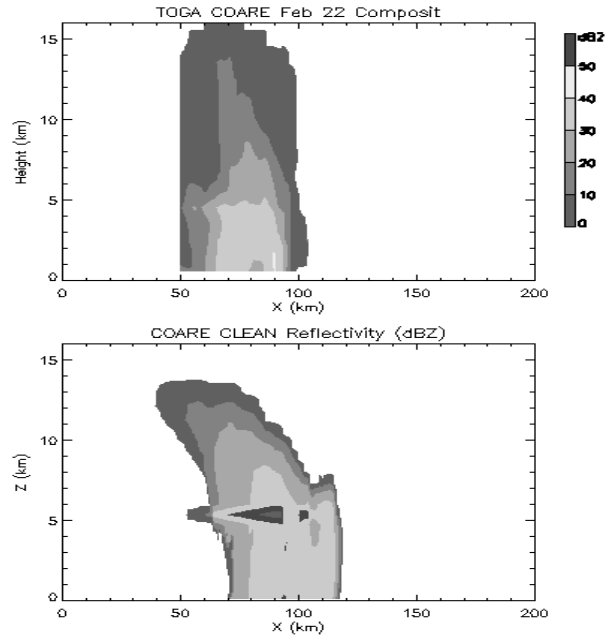 TOGA COARE Feb 22 Composit
dBZ
50
40
30
20
10
0
15
10
5
0
Height (km)
0 50 100 150 200
X (km)
COARE CLEAN Reflectivity (dBZ)
15
10
5
0
Z (km)
0 50 100 150 200
X (km)